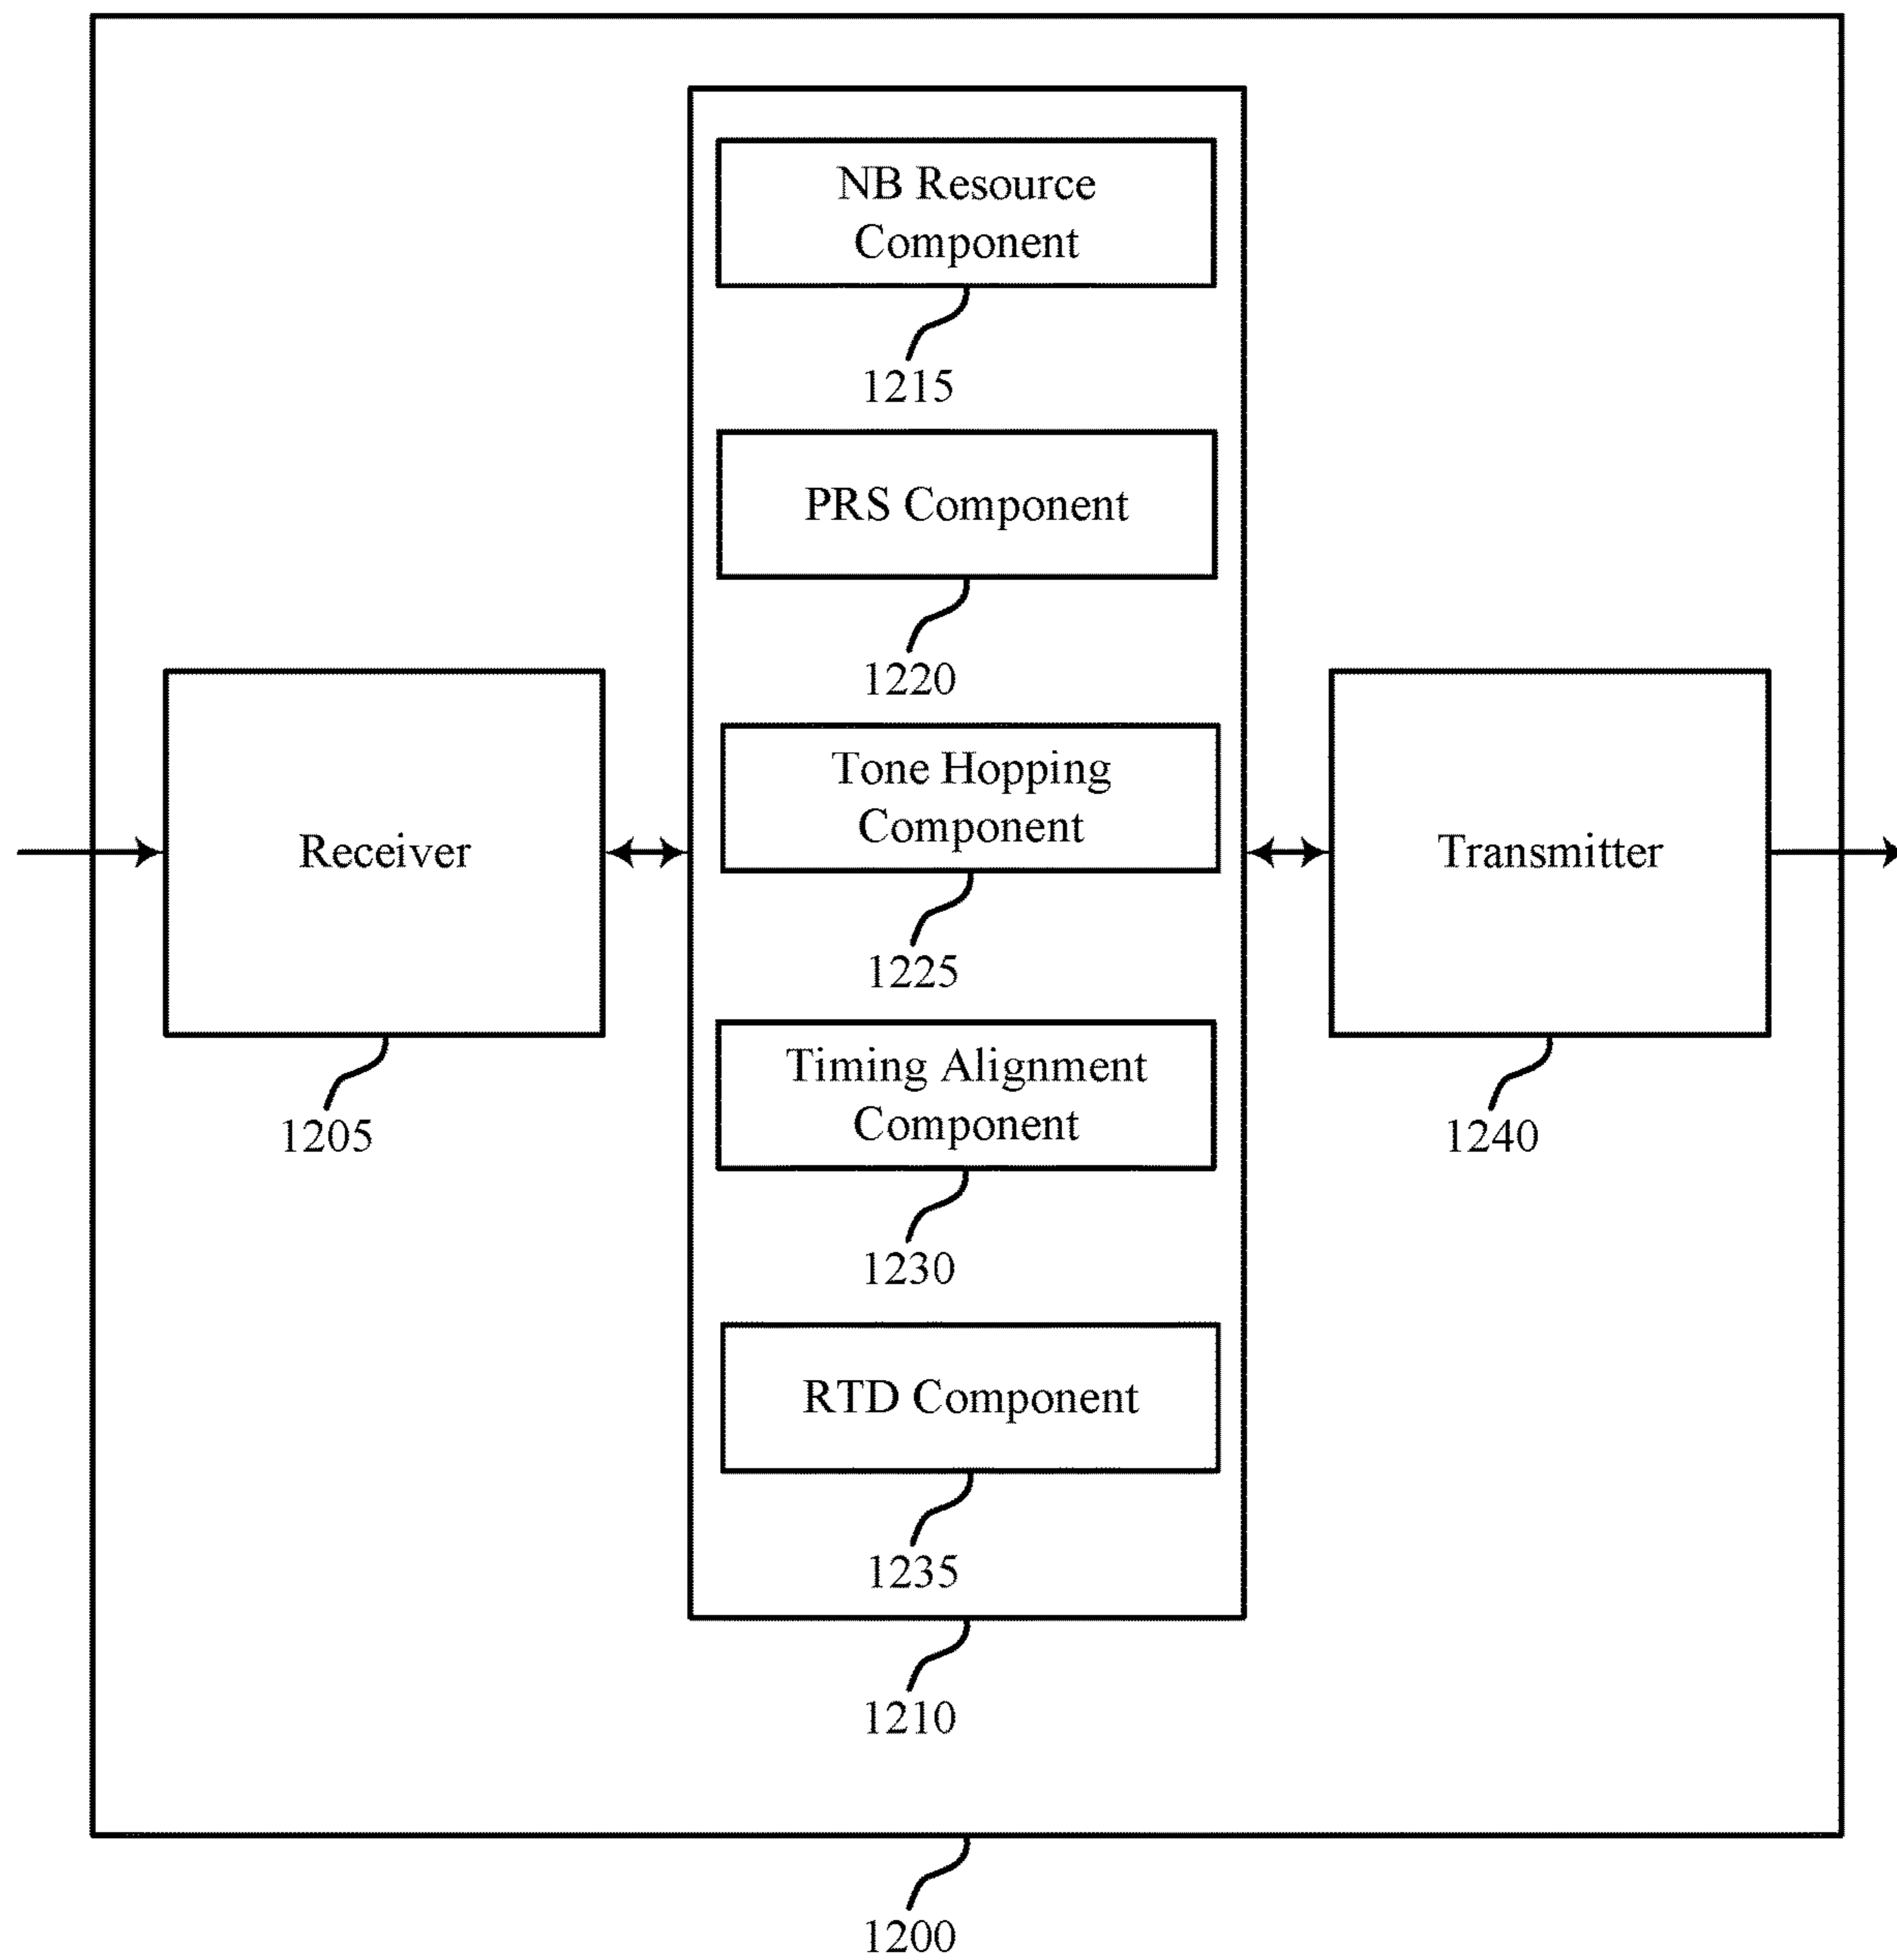 NB Resource
Component
1215
PRS Component
1220
Tone Hopping
Component
1225
Receiver
1205
Transmitter
1240
Timing Alignment
Component
1230
RTD Component
1235
1210
1200